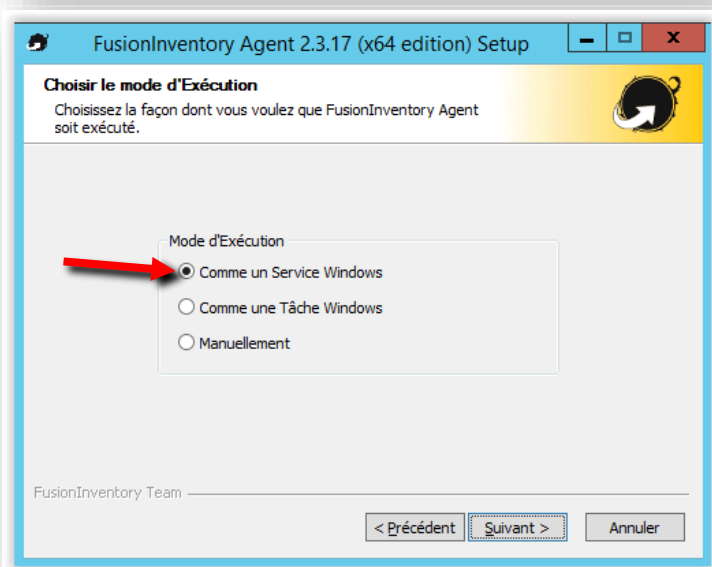 FusionInventory Agent 2.3.17 (x64 edition) Setup
Choisir le mode d'Exécution
Choisissez la façon dont vous voulez que FusionInventory Agent
soit exécuté.
Mode d'Exécution
Comme un Service Windows
Comme une Tâche Windows
Manuellement
FusionInventory Team
< Précédent Suivant > Annuler